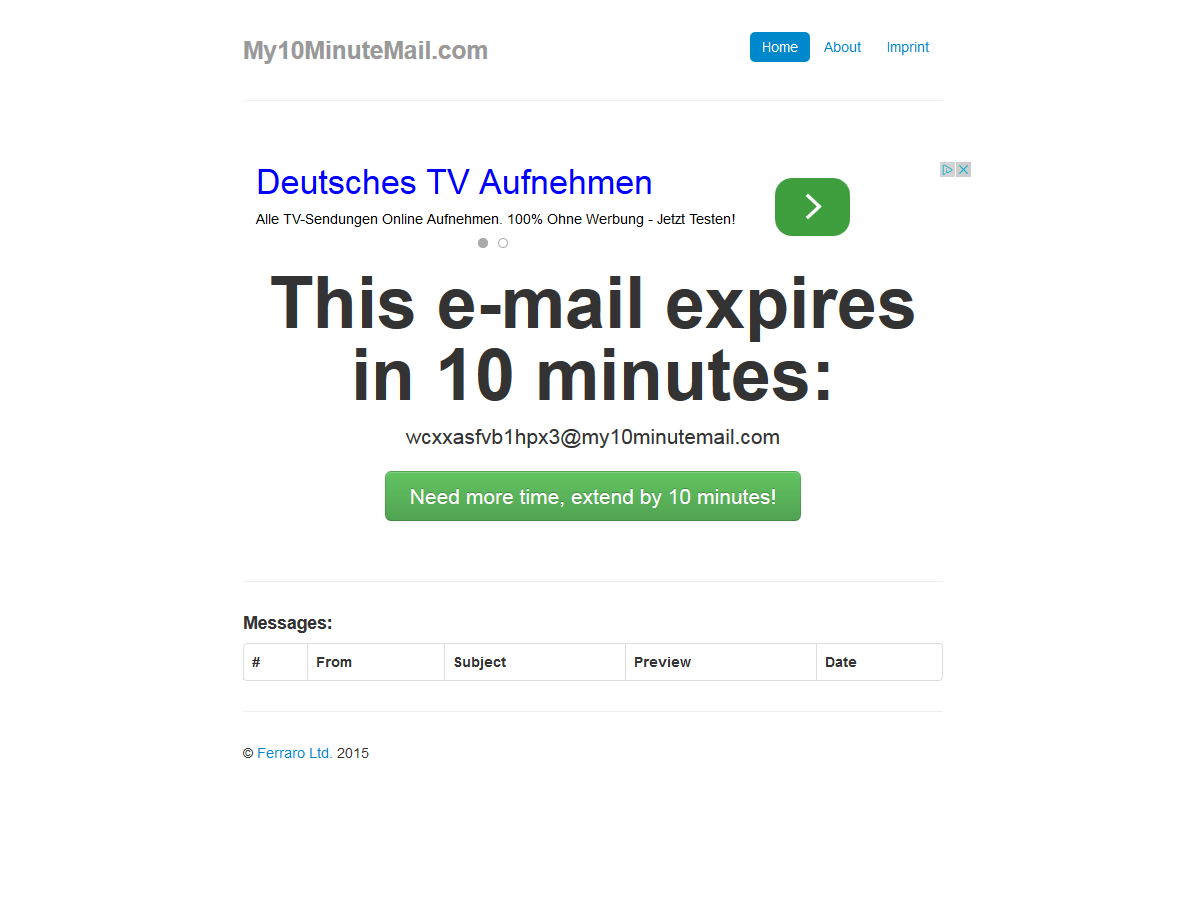 My10MinuteMail.com
Home About Imprint
Deutsches TV Aufnehmen
Alle TV-Sendungen Online Aufnehmen. 100% Ohne Werbung - Jetzt Testen!
This e-mail expires
in 10 minutes:
wcxxasfvb1hpx3@my10minutemail.com
Need more time, extend by 10 minutes!
Messages:
# From Subject Preview Date
© Ferraro Ltd. 2015